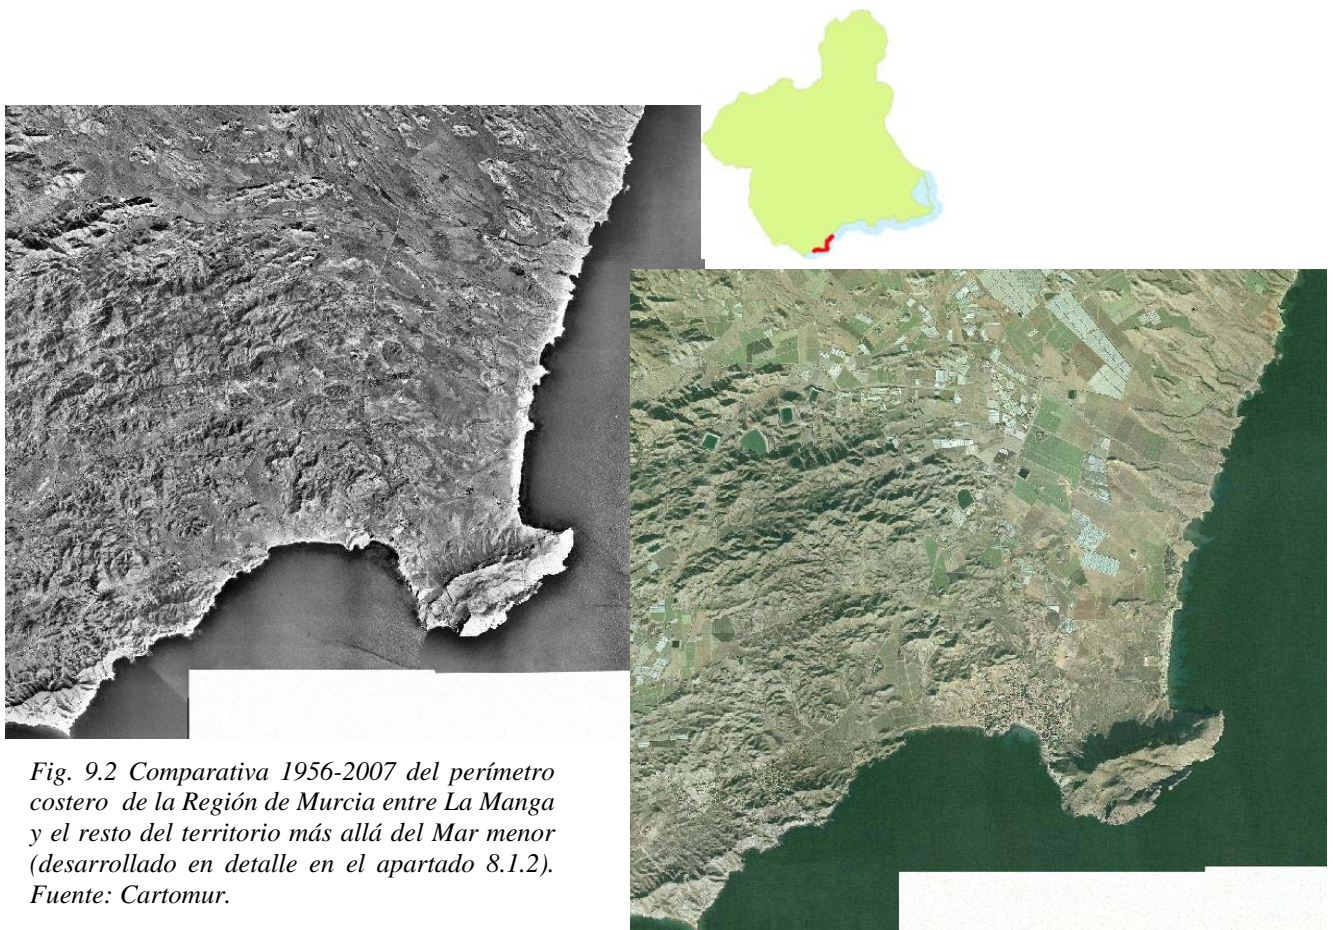 Fig. 9.2 Comparativa 1956-2007 del perímetro
costero de la Región de Murcia entre La Manga
y el resto del territorio más allá del Mar menor
(desarrollado en detalle en el apartado 8.1.2).
Fuente: Cartomur.